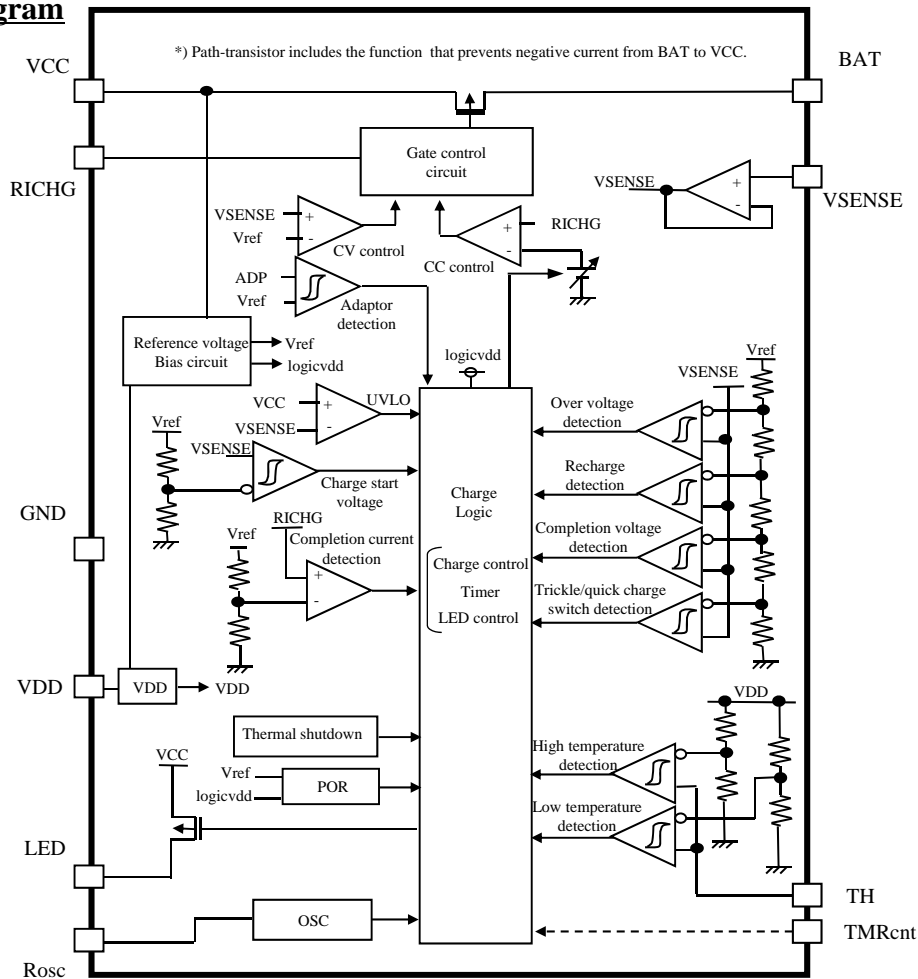 gram
*) Path-transistor includes the function that prevents negative current from BAT to VCC.
VCC
BAT
RICHG
Gate control
circuit
VSENSE
+
-
VSENSE
VSENSE
+
Vref
-
CV control
+
-
RICHG
CC control
ADP
Vref
Adaptor
detection
Reference voltage
Bias circuit
Vref
logicvdd
logicvdd
Vref
VSENSE
VCC
+
VSENSE
-
UVLO
Over voltage
detection
Vref
VSENSE
Charge start
voltage
Recharge
detection
Charge
Logic
GND
Vref
RICHG
Completion current
detection
+
-
Completion voltage
detection
Charge control
Timer
LED control
Trickle/quick charge
switch detection
VDD
VDD
VDD
VDD
Thermal shutdown
High temperature
detection
VCC
Vref
logicvdd
POR
Low temperature
detection
LED
TH
OSC
TMRcnt
Rosc